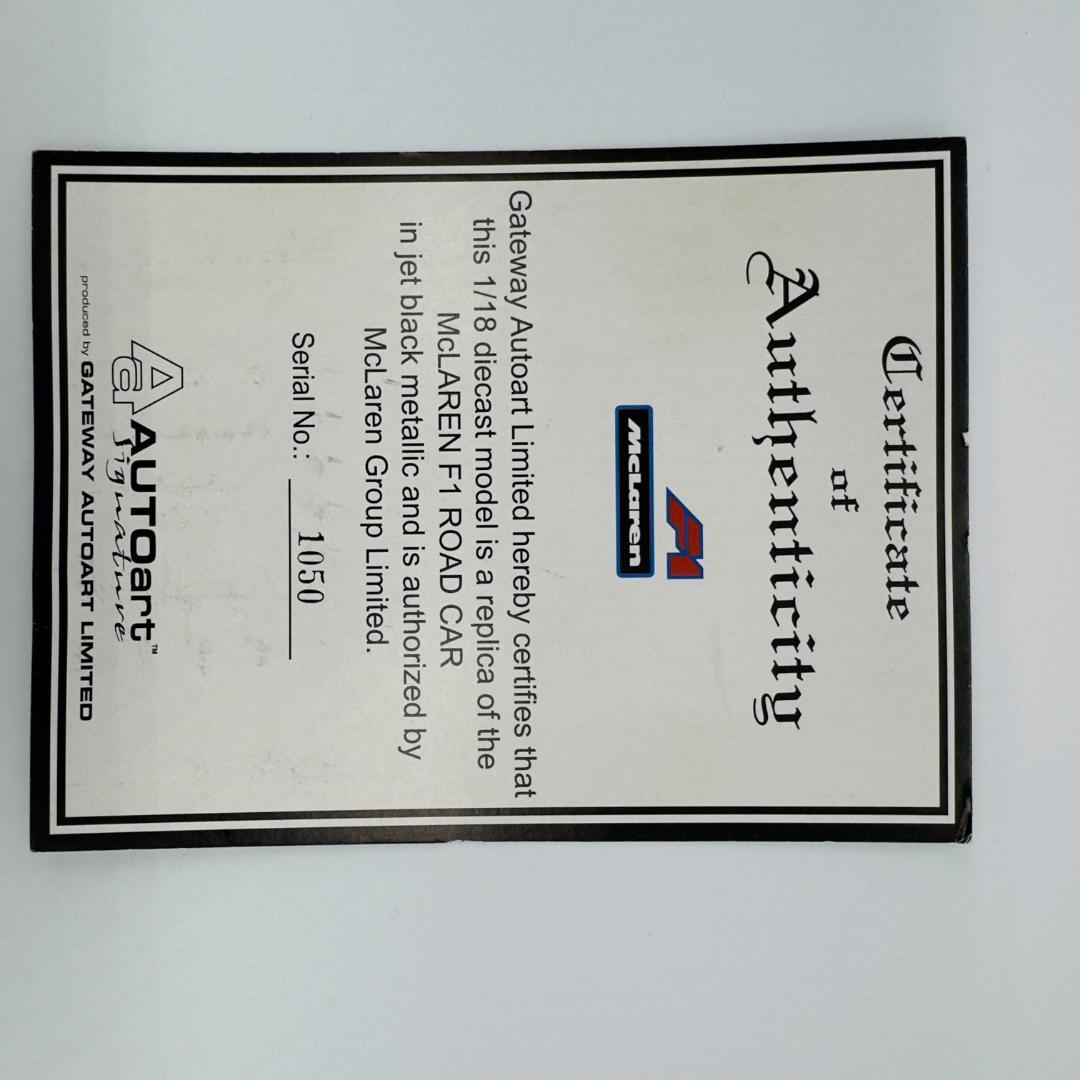 Certificate
of
Authenticity
F1
McLaren
Gateway Autoart Limited hereby certifies that
this 1/18 diecast model is a replica of the
McLAREN F1 ROAD CAR
in jet black metallic and is authorized by
McLaren Group Limited.
Serial No.: 1050
AA AUTOart™
Signature
produced by GATEWAY AUTOART LIMITED